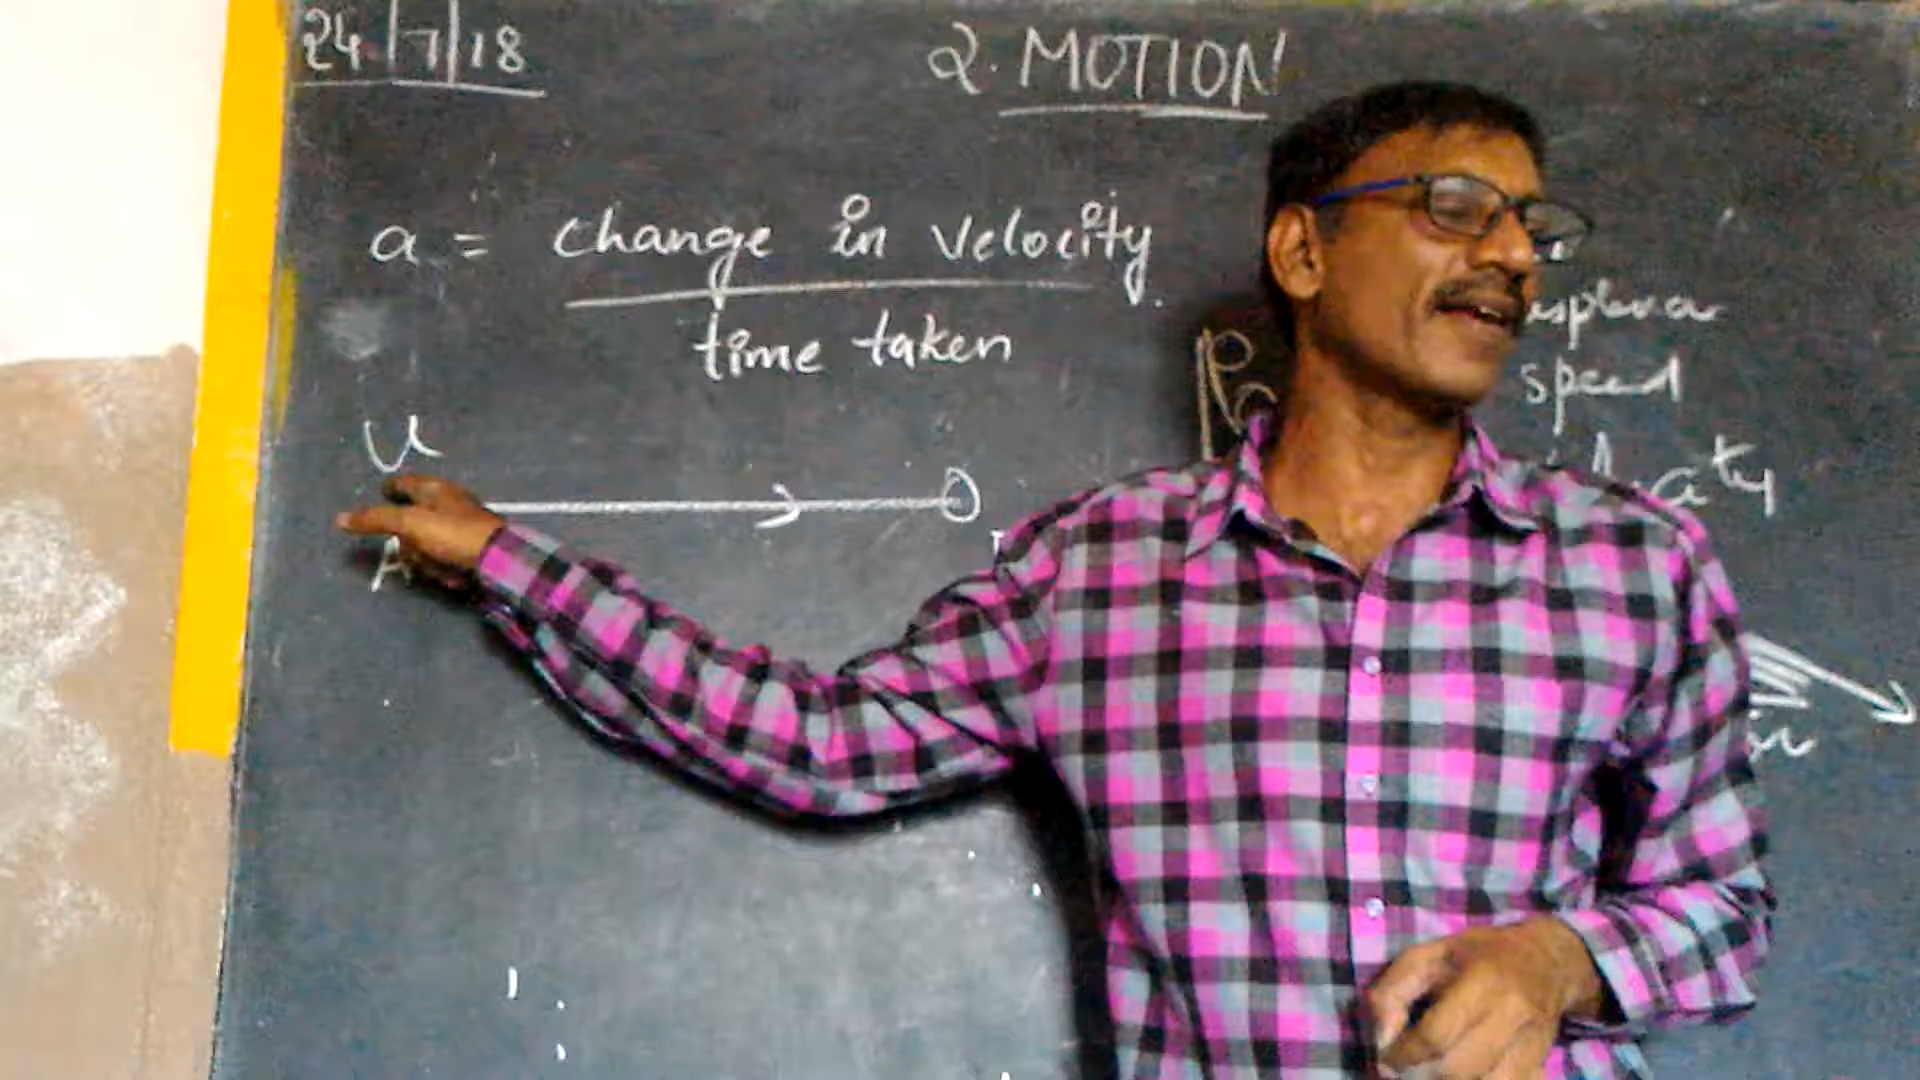 24/7/18
2. MOTION
a = change in velocity
time taken
speed
U
A